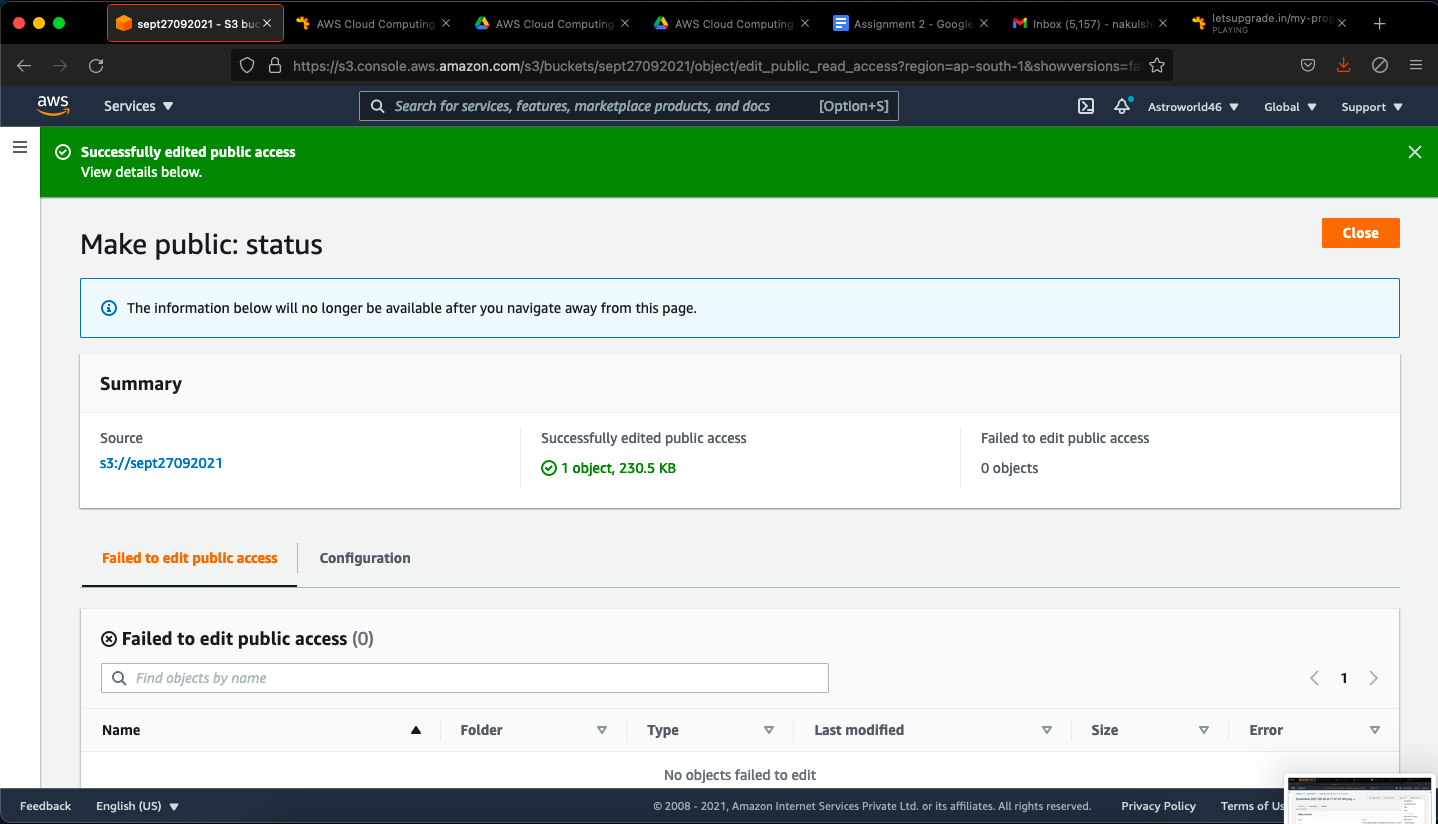 sept27092021 - S3 buc
AWS Cloud Computing
AWS Cloud Computing
AWS Cloud Computing
Assignment 2 - Google
Inbox (5,157) - nakulsh
letsupgrade.in/my-prog
PLAYING
https://s3.console.aws.amazon.com/s3/buckets/sept27092021/object/edit_public_read_access?region=ap-south-1&showversions=fa
aws
Services
Search for services, features, marketplace products, and docs
[Option+S]
Astroworld46
Global
Support
Successfully edited public access
View details below.
Make public: status
Close
The information below will no longer be available after you navigate away from this page.
Summary
Source
s3://sept27092021
Successfully edited public access
1 object, 230.5 KB
Failed to edit public access
0 objects
Failed to edit public access
Configuration
Failed to edit public access (0)
Find objects by name
1
Name
Folder
Type
Last modified
Size
Error
No objects failed to edit
Feedback
English (US)
© 2008 - 2021, Amazon Internet Services Private Ltd. or its affiliates. All rights reserved.
Privacy Policy
Terms of Us